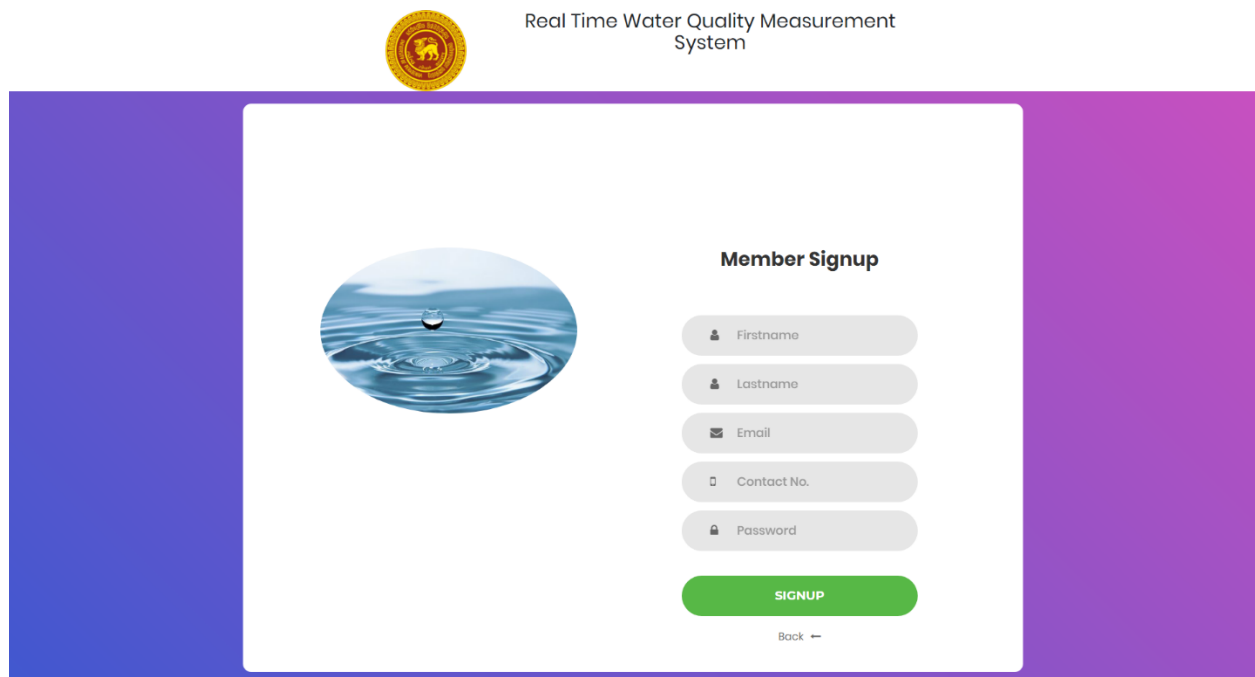 Real Time Water Quality Measurement
System
Member Signup
Firstname
Lastname
Email
Contact No.
Password
SIGNUP
Back